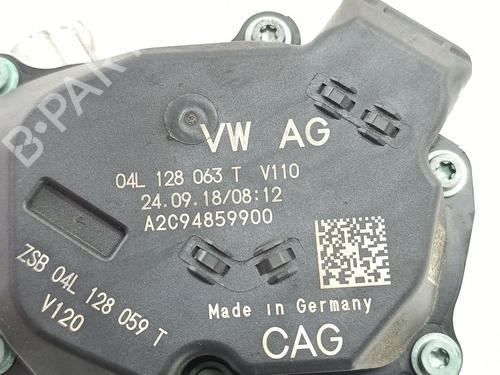 VW AG
04L 128 063 T V110
24.09.18/08:12
A2C94859900
ZSB 04L 128 059 T
V120
Made in Germany
CAG
B-PARTS